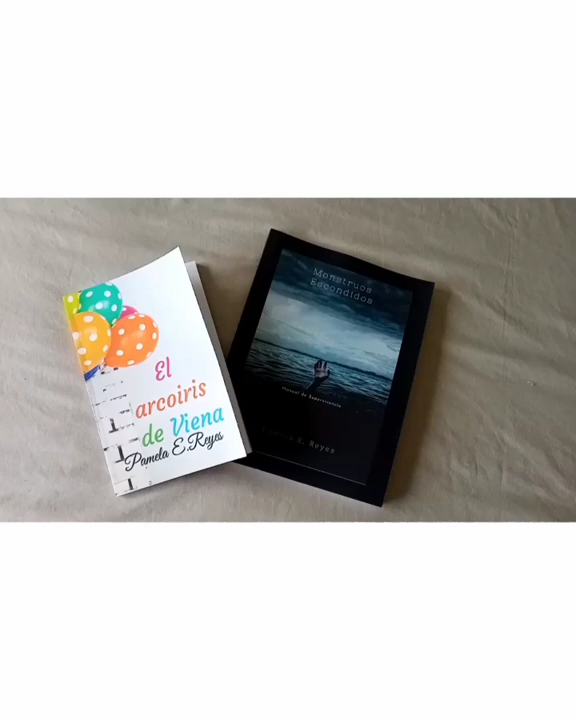 El
arcoiris
de Viena
Pamela E.Reyes
Monstruos
Escondidos
Manual de Supervivencia
E. Reyes